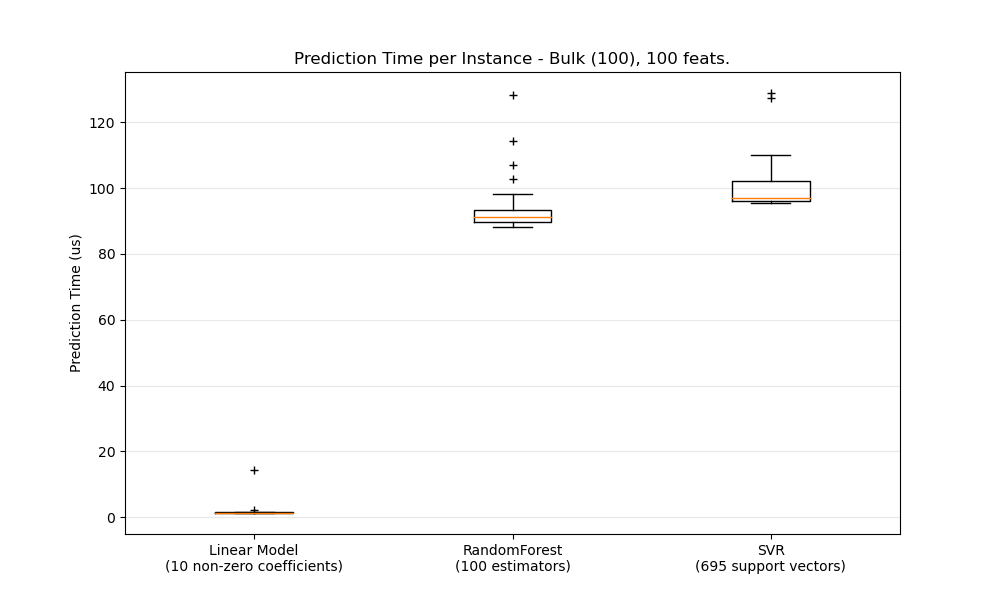 Prediction Time per Instance - Bulk (100), 100 feats.
Prediction Time (us)
120
100
80
60
40
20
0
Linear Model
(10 non-zero coefficients)
RandomForest
(100 estimators)
SVR
(695 support vectors)